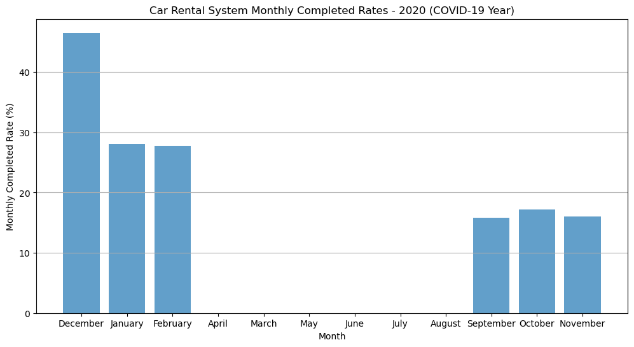 Car Rental System Monthly Completed Rates - 2020 (COVID-19 Year)
Monthly Completed Rate (%)
40
30
20
10
0
December January February April March May June July August September October November
Month